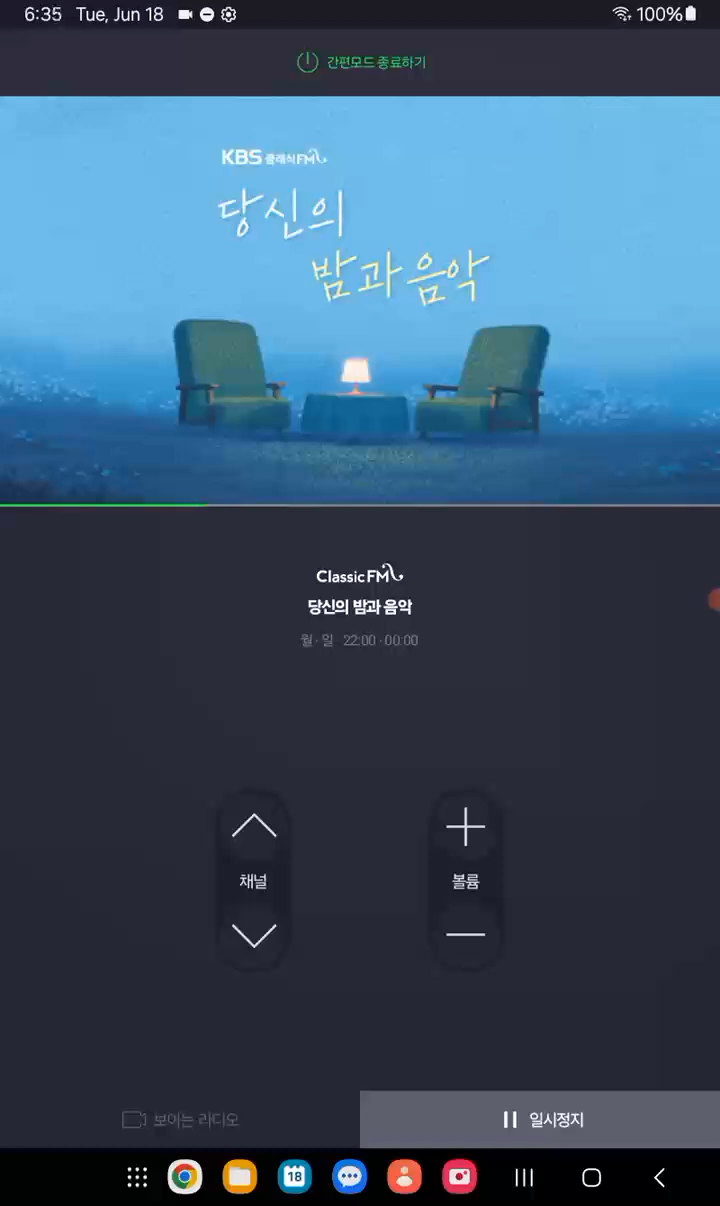 6:35 Tue, Jun 18
100%
간편모드 종료하기
KBS 클래식FM
당신의
밤과 음악
Classic FM
당신의 밤과 음악
월 - 일 22:00 - 00:00
채널
볼륨
보이는 라디오
일시정지
18